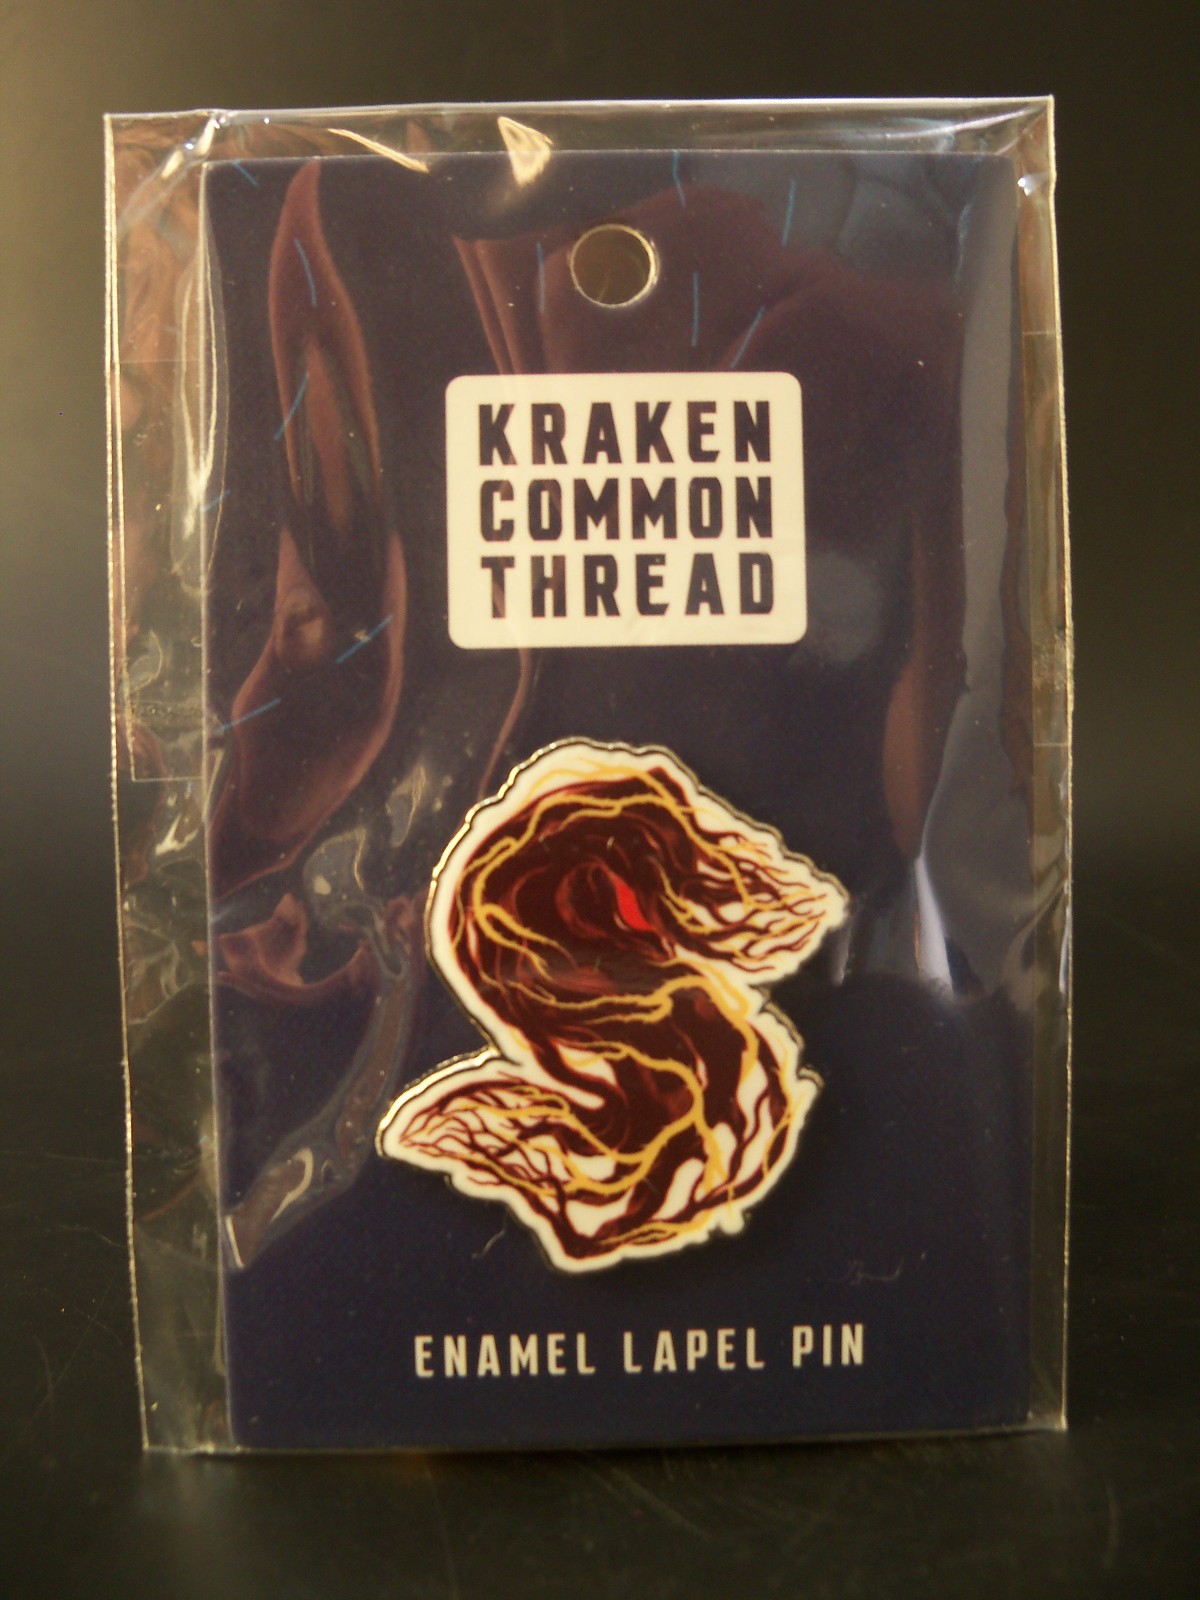 KRAKEN
COMMON
THREAD
ENAMEL LAPEL PIN